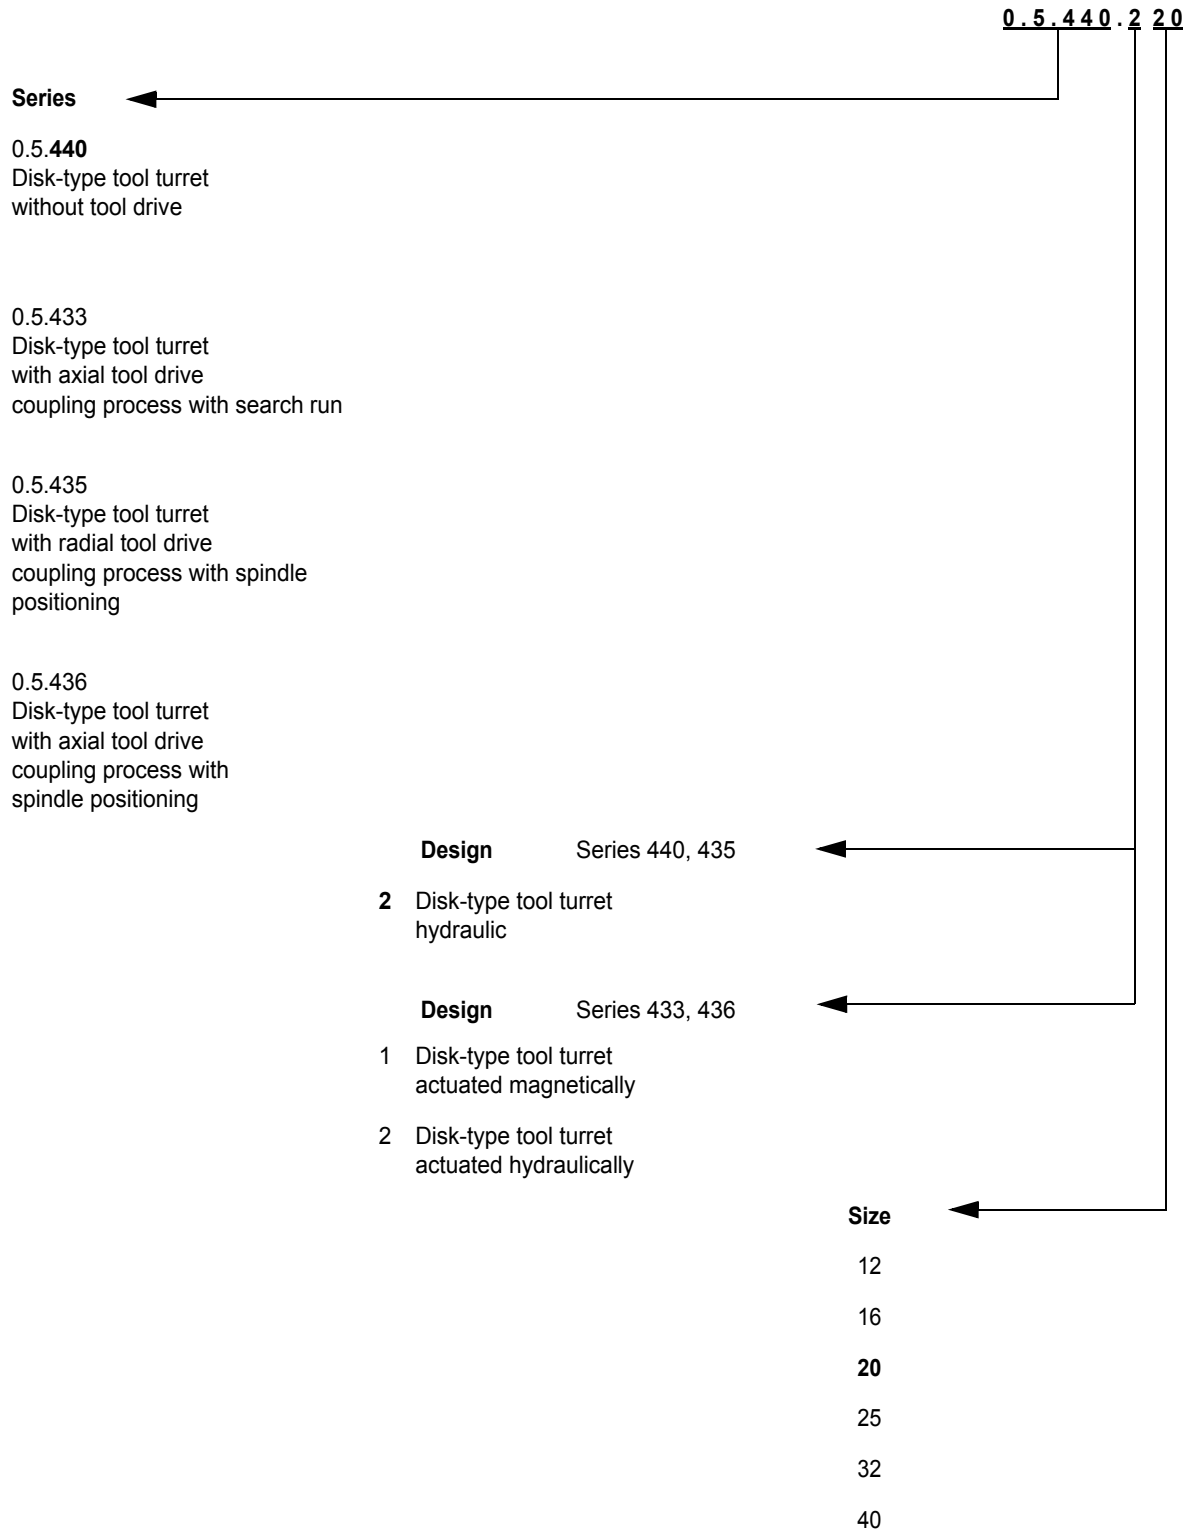 0.5.440.2 20
Series
0.5.440
Disk-type tool turret
without tool drive
0.5.433
Disk-type tool turret
with axial tool drive
coupling process with search run
0.5.435
Disk-type tool turret
with radial tool drive
coupling process with spindle
positioning
0.5.436
Disk-type tool turret
with axial tool drive
coupling process with
spindle positioning
Design Series 440, 435
2 Disk-type tool turret
hydraulic
Design Series 433, 436
1 Disk-type tool turret
actuated magnetically
2 Disk-type tool turret
actuated hydraulically
Size
12
16
20
25
32
40